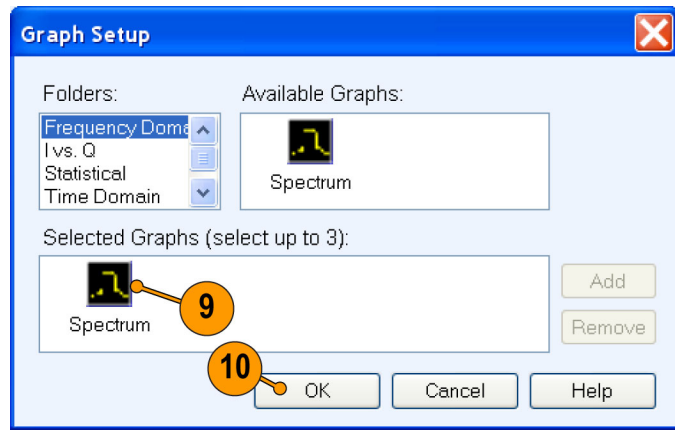 Graph Setup
Folders:
Available Graphs:
Frequency Doma
I vs. Q
Statistical
Time Domain
Spectrum
Selected Graphs (select up to 3):
Spectrum
9
Add
Remove
10
OK
Cancel
Help